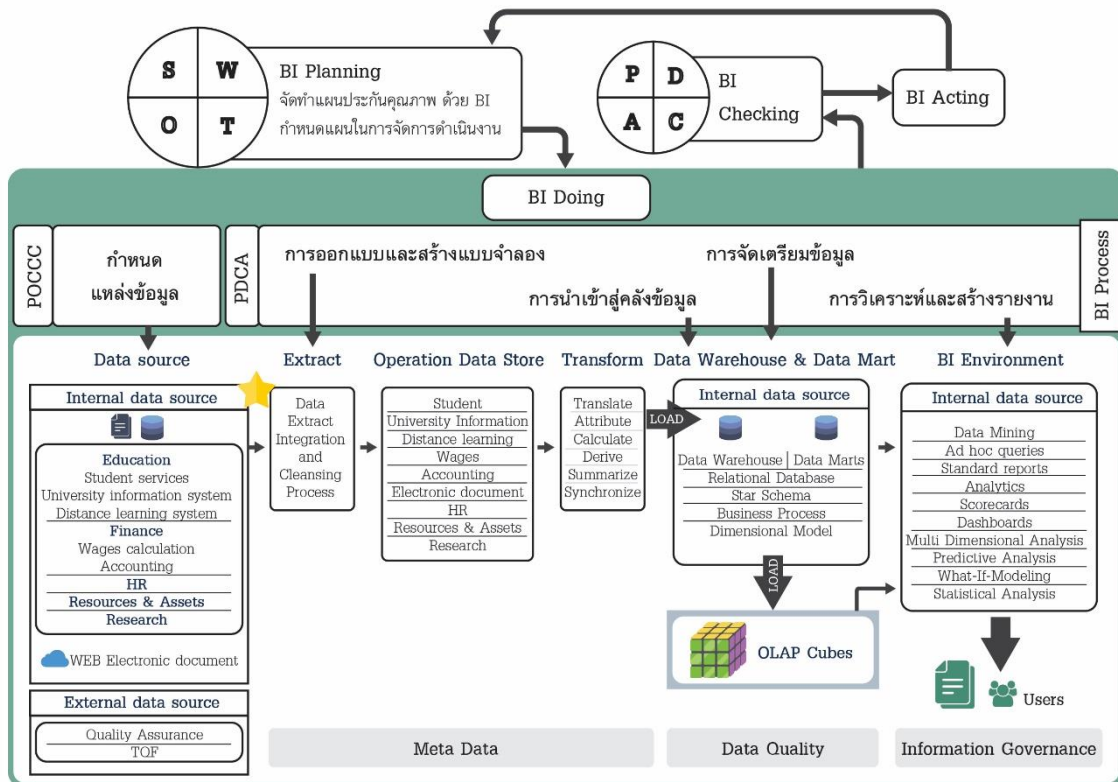 S W
O T
BI Planning
จัดทำแผนประกันคุณภาพ ด้วย BI
กำหนดแผนในการจัดการดำเนินงาน
P D
A C
BI
Checking
BI Acting
BI Doing
POCCC
กำหนด
แหล่งข้อมูล
PDCA
การออกแบบและสร้างแบบจำลอง
การนำเข้าสู่คลังข้อมูล
การจัดเตรียมข้อมูล
การวิเคราะห์และสร้างรายงาน
BI Process
Data source
Internal data source
Education
Student services
University information system
Distance learning system
Finance
Wages calculation
Accounting
HR
Resources & Assets
Research
WEB Electronic document
External data source
Quality Assurance
TQF
Extract
Data
Extract
Integration
and
Cleansing
Process
Operation Data Store
Student
University Information
Distance learning
Wages
Accounting
Electronic document
HR
Resources & Assets
Research
Transform
Translate
Attribute
Calculate
Derive
Summarize
Synchronize
LOAD
Data Warehouse & Data Mart
Internal data source
Data Warehouse | Data Marts
Relational Database
Star Schema
Business Process
Dimensional Model
LOAD
OLAP Cubes
BI Environment
Internal data source
Data Mining
Ad hoc queries
Standard reports
Analytics
Scorecards
Dashboards
Multi Dimensional Analysis
Predictive Analysis
What-If-Modeling
Statistical Analysis
Users
Meta Data
Data Quality
Information Governance